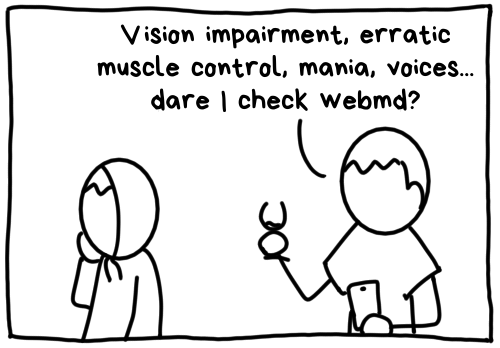 Vision impairment, erratic
muscle control, mania, voices...
dare I check webmd?